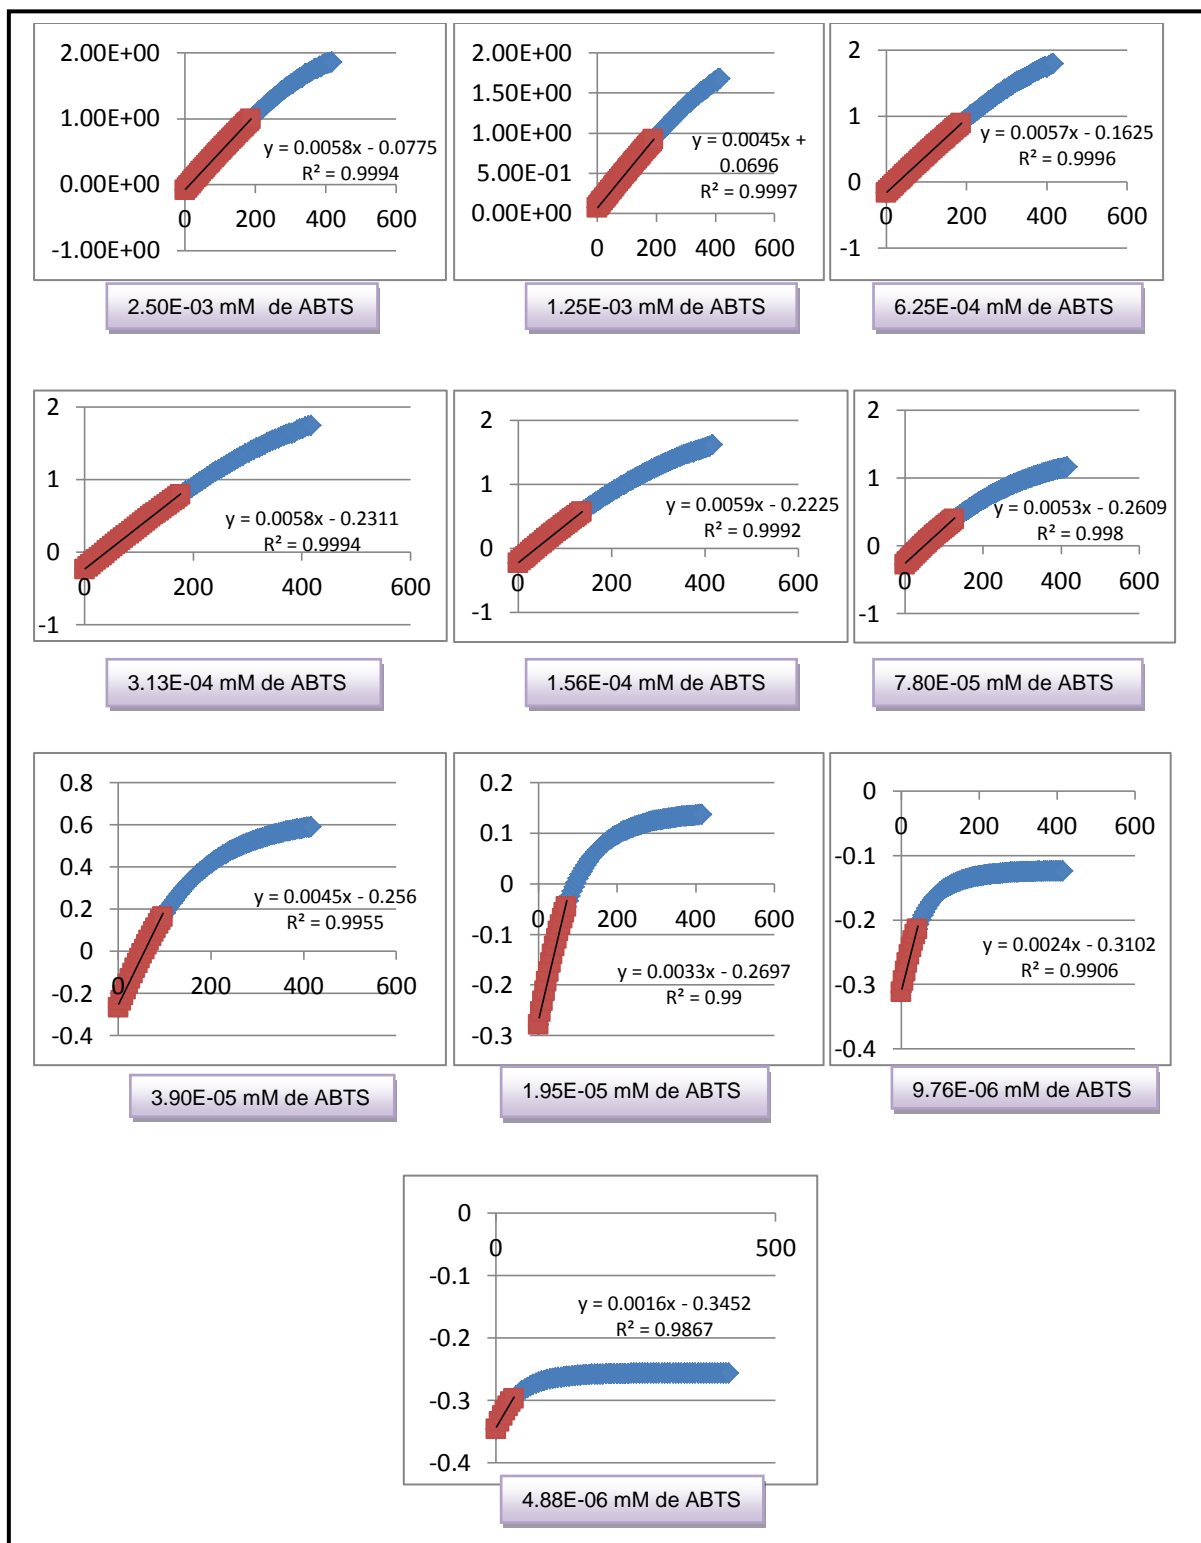 2.00E+00
1.00E+00
0.00E+00
-1.00E+00
0 200 400 600
y = 0.0058x - 0.0775
R² = 0.9994
2.50E-03 mM de ABTS
2.00E+00
1.50E+00
1.00E+00
5.00E-01
0.00E+00
0 200 400 600
y = 0.0045x +
0.0696
R² = 0.9997
1.25E-03 mM de ABTS
2
1
0
-1
0 200 400 600
y = 0.0057x - 0.1625
R² = 0.9996
6.25E-04 mM de ABTS
2
1
0
-1
0 200 400 600
y = 0.0058x - 0.2311
R² = 0.9994
3.13E-04 mM de ABTS
2
1
0
-1
0 200 400 600
y = 0.0059x - 0.2225
R² = 0.9992
1.56E-04 mM de ABTS
2
1
0
-1
0 200 400 600
y = 0.0053x - 0.2609
R² = 0.998
7.80E-05 mM de ABTS
0.8
0.6
0.4
0.2
0
-0.2
-0.4
0 200 400 600
y = 0.0045x - 0.256
R² = 0.9955
3.90E-05 mM de ABTS
0.2
0.1
0
-0.1
-0.2
-0.3
0 200 400 600
y = 0.0033x - 0.2697
R² = 0.99
1.95E-05 mM de ABTS
0
-0.1
-0.2
-0.3
-0.4
0 200 400 600
y = 0.0024x - 0.3102
R² = 0.9906
9.76E-06 mM de ABTS
0
-0.1
-0.2
-0.3
-0.4
0 500
y = 0.0016x - 0.3452
R² = 0.9867
4.88E-06 mM de ABTS